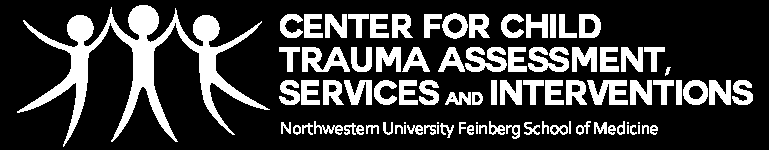 CENTER FOR CHILD
TRAUMA ASSESSMENT,
SERVICES AND INTERVENTIONS
Northwestern University Feinberg School of Medicine